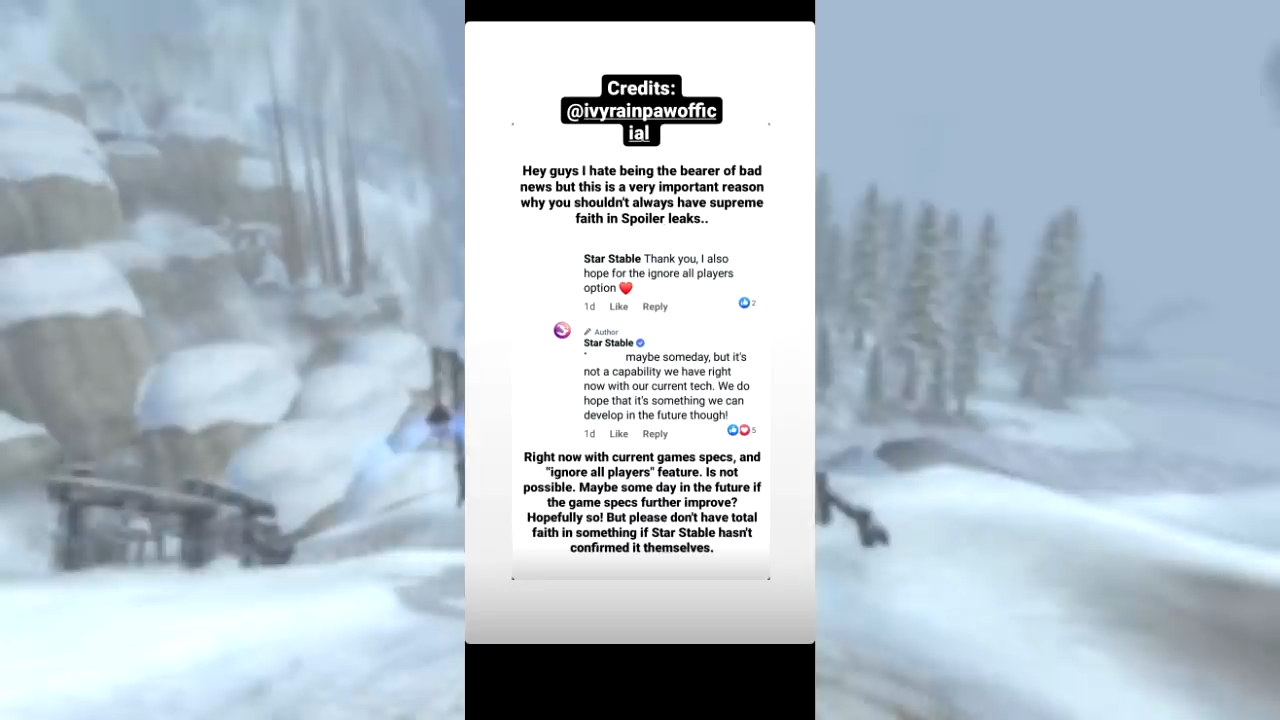 Credits:
@ivyrainpawoffic
ial
Hey guys I hate being the bearer of bad
news but this is a very important reason
why you shouldn't always have supreme
faith in Spoiler leaks..
Star Stable Thank you, I also
hope for the ignore all players
option ❤️
1d Like Reply
2
Author
Star Stable
maybe someday, but it's
not a capability we have right
now with our current tech. We do
hope that it's something we can
develop in the future though!
1d Like Reply
5
Right now with current games specs, and
"ignore all players" feature. Is not
possible. Maybe some day in the future if
the game specs further improve?
Hopefully so! But please don't have total
faith in something if Star Stable hasn't
confirmed it themselves.